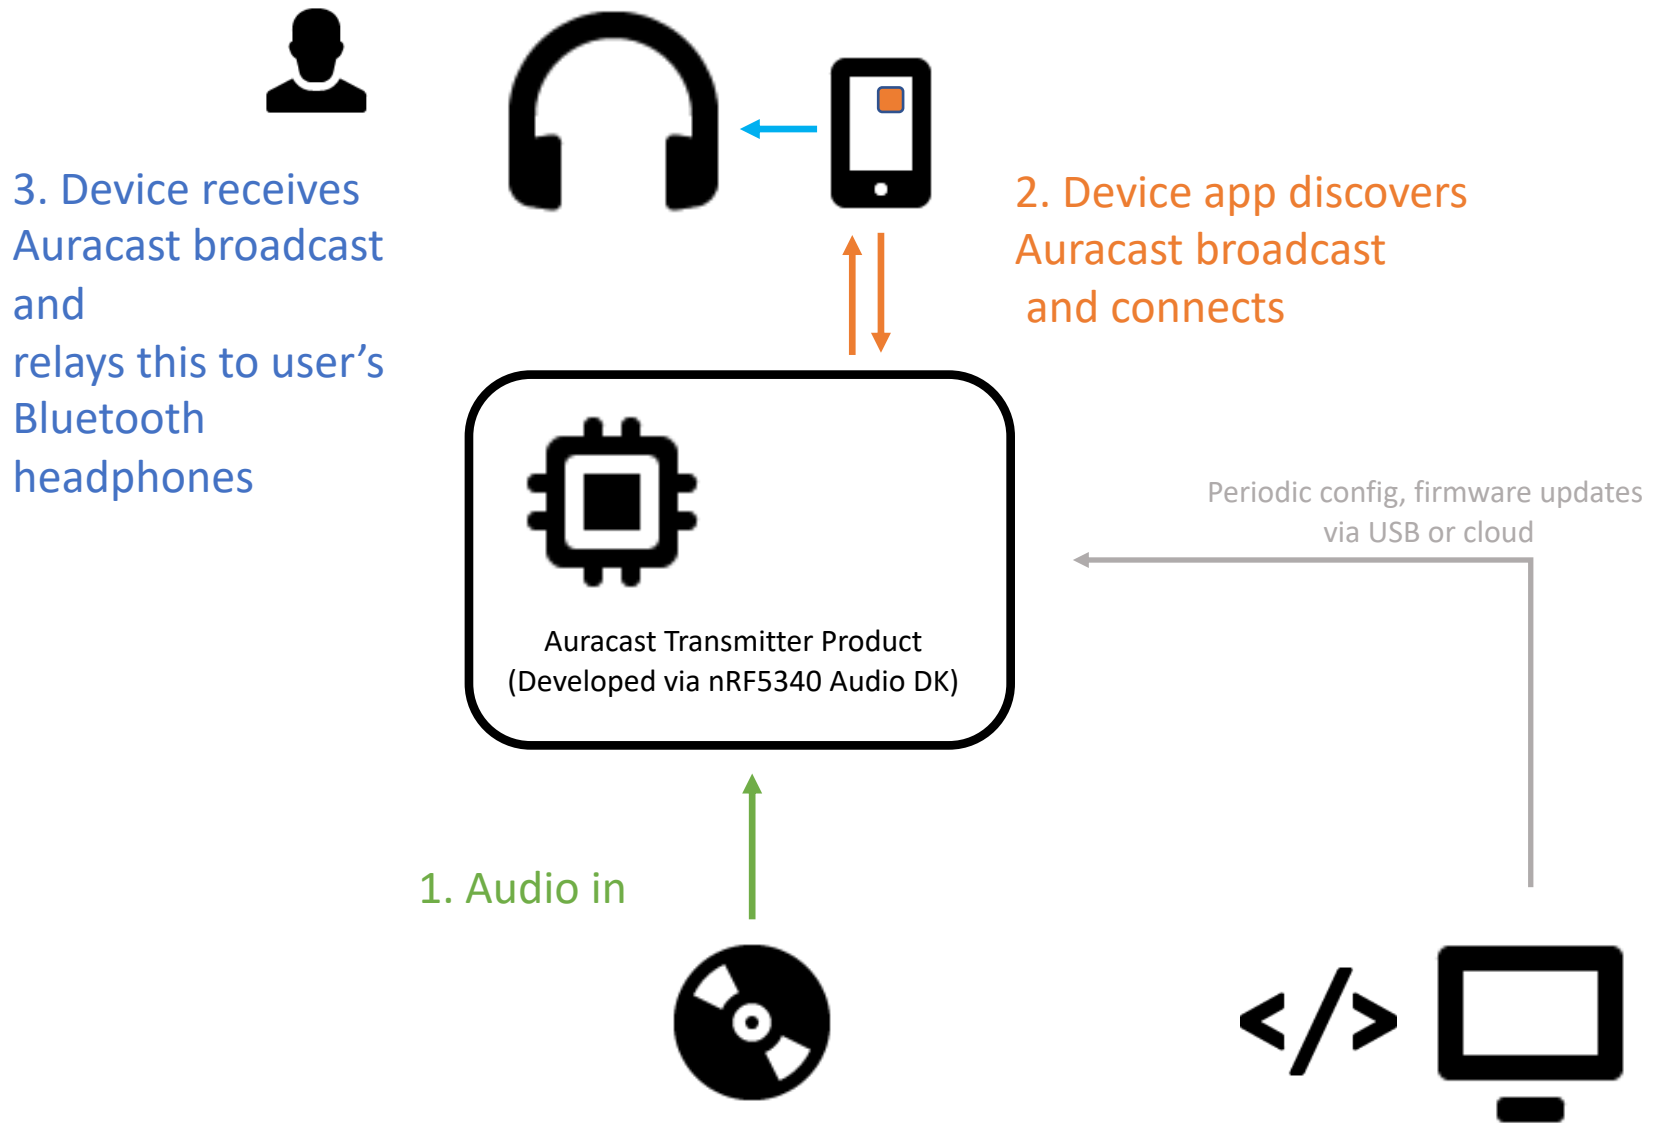 3. Device receives
Auracast broadcast
and
relays this to user’s
Bluetooth
headphones
2. Device app discovers
Auracast broadcast
and connects
Periodic config, firmware updates
via USB or cloud
Auracast Transmitter Product
(Developed via nRF5340 Audio DK)
1. Audio in
</>